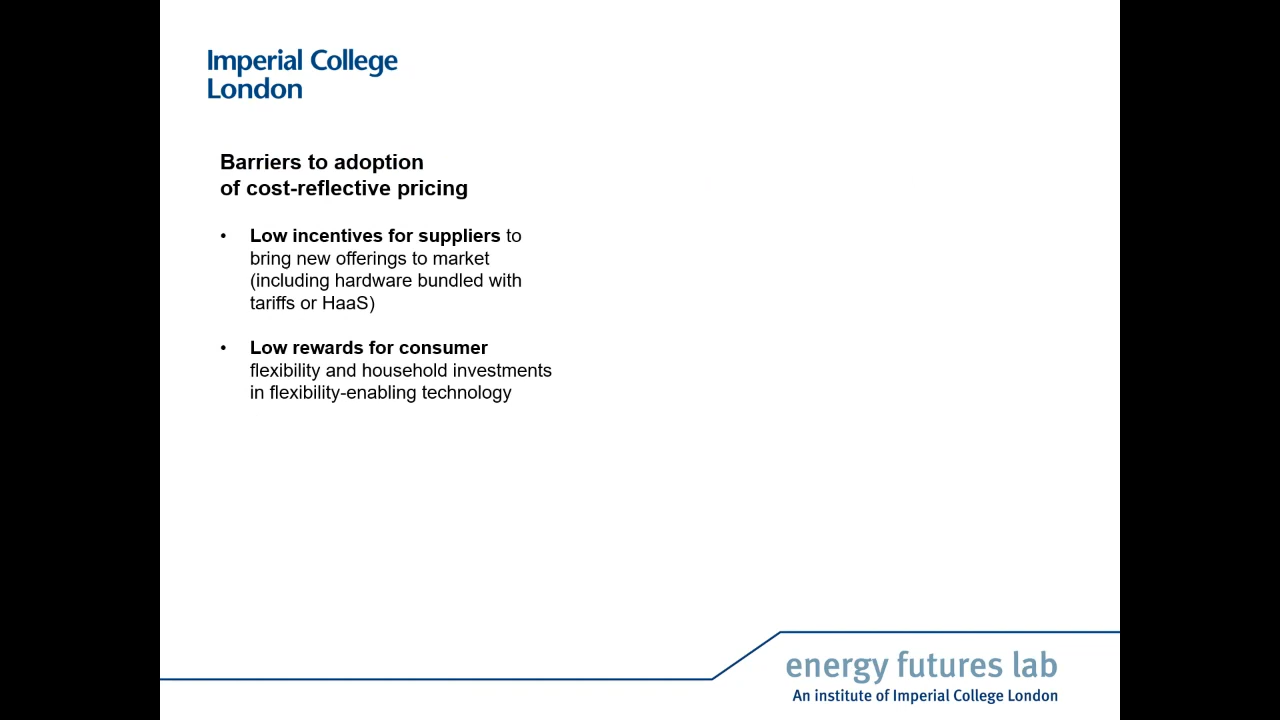 Imperial College
London
Barriers to adoption
of cost-reflective pricing
• Low incentives for suppliers to
bring new offerings to market
(including hardware bundled with
tariffs or HaaS)
• Low rewards for consumer
flexibility and household investments
in flexibility-enabling technology
energy futures lab
An institute of Imperial College London